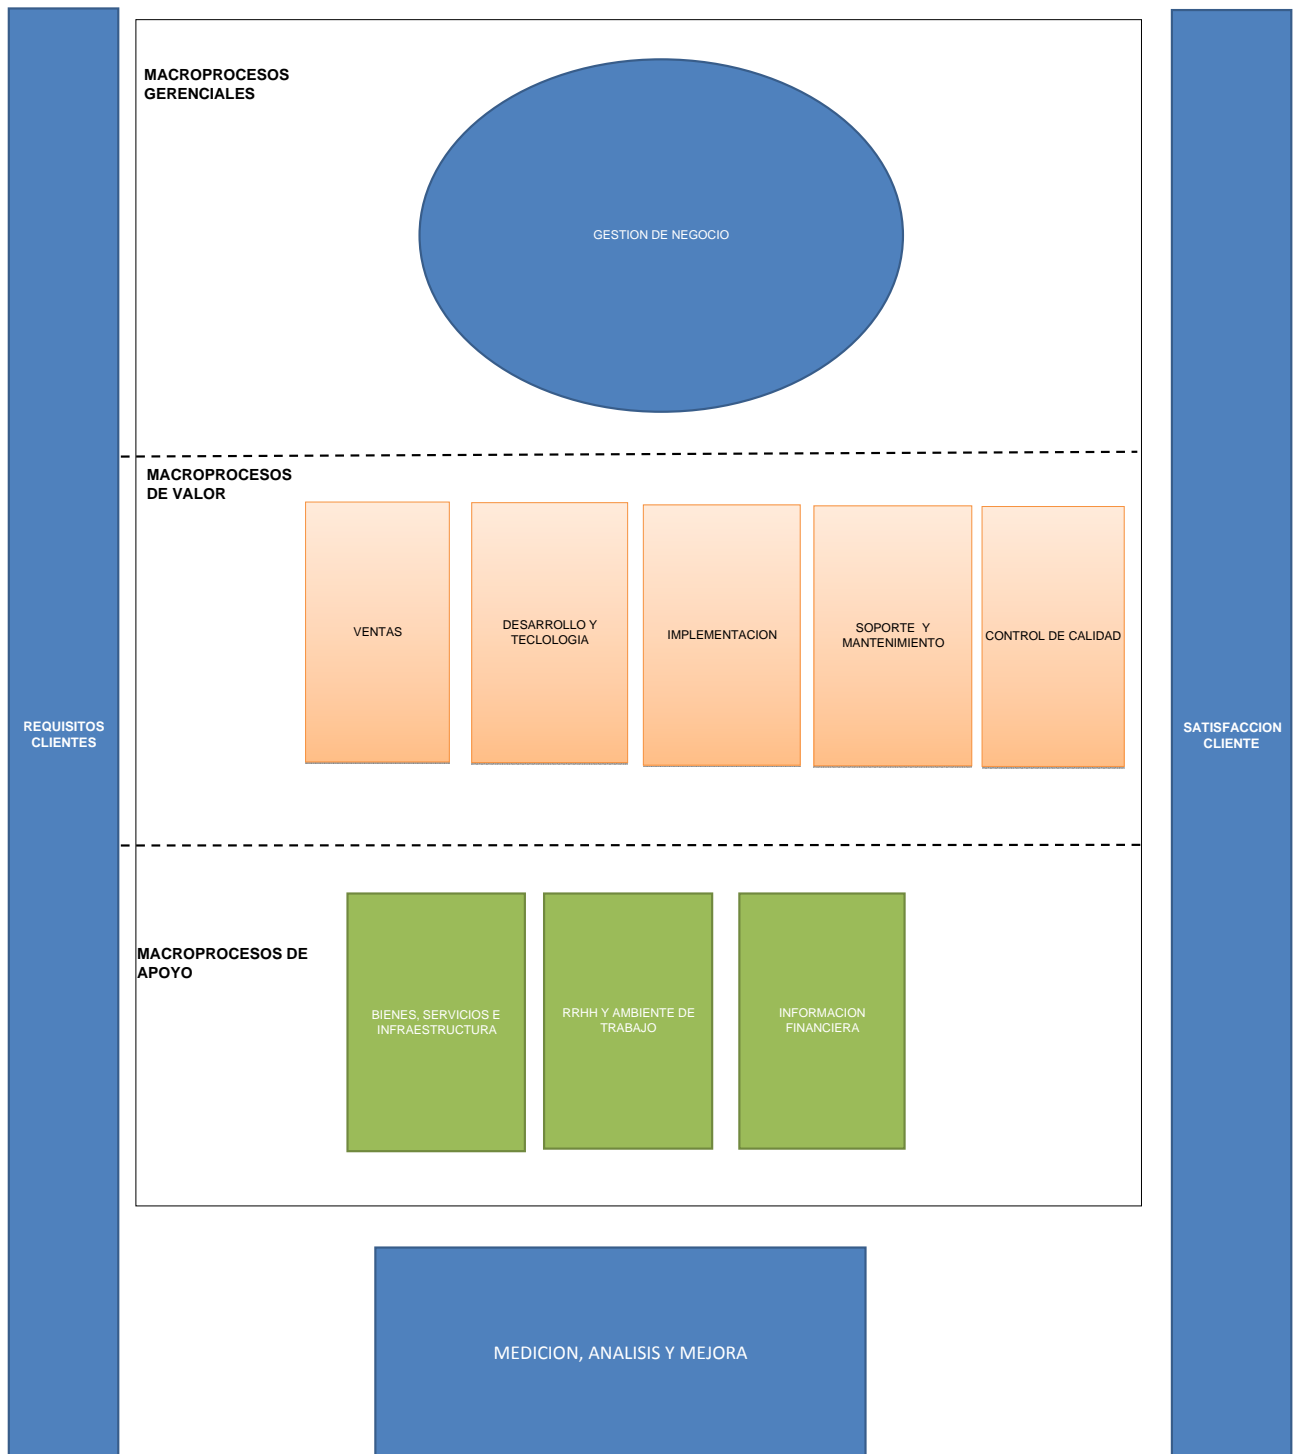 MACROPROCESOS
GERENCIALES
GESTION DE NEGOCIO
MACROPROCESOS
DE VALOR
VENTAS
DESARROLLO Y
TECLOLOGIA
IMPLEMENTACION
SOPORTE  Y
MANTENIMIENTO
CONTROL DE CALIDAD
REQUISITOS
CLIENTES
SATISFACCION
CLIENTE
MACROPROCESOS DE
APOYO
BIENES, SERVICIOS E
INFRAESTRUCTURA
RRHH Y AMBIENTE DE
TRABAJO
INFORMACION
FINANCIERA
MEDICION, ANALISIS Y MEJORA